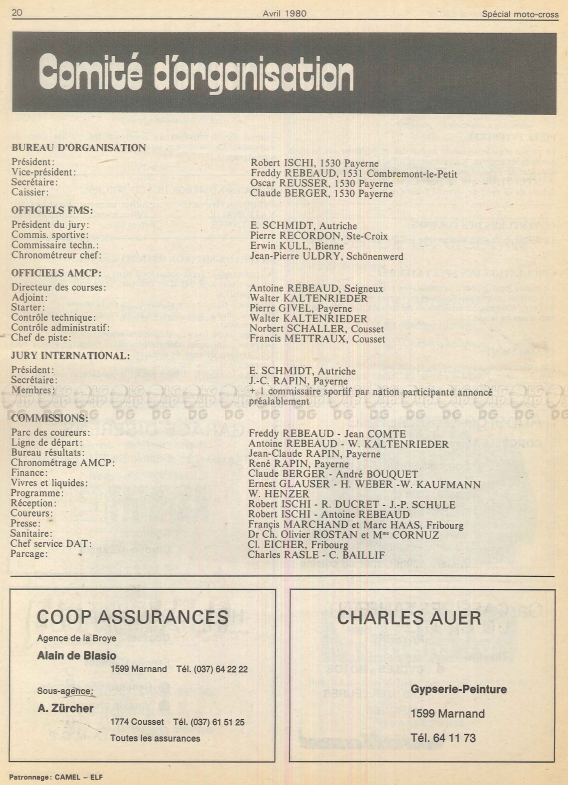 20
Avril 1980
Spécial moto-cross
Comité d'organisation
BUREAU D'ORGANISATION
Président: Robert ISCHI, 1530 Payerne
Vice-président: Freddy REBEAUD, 1531 Combremont-le-Petit
Secrétaire: Oscar REUSSER, 1530 Payerne
Caissier: Claude BERGER, 1530 Payerne
OFFICIELS FMS:
Président du jury: E. SCHMIDT, Autriche
Commis. sportive: Pierre RECORDON, Ste-Croix
Commissaire techn.: Erwin KULL, Bienne
Chronométreur chef: Jean-Pierre ULDRY, Schönenwerd
OFFICIELS AMCP:
Directeur des courses: Antoine REBEAUD, Seigneux
Adjoint: Walter KALTENRIEDER
Starter: Pierre GIVEL, Payerne
Contrôle technique: Walter KALTENRIEDER
Contrôle administratif: Norbert SCHALLER, Cousset
Chef de piste: Francis METTRAUX, Cousset
JURY INTERNATIONAL:
Président: E. SCHMIDT, Autriche
Secrétaire: J.-C. RAPIN, Payerne
Membres: + 1 commissaire sportif par nation participante annoncé
préalablement
COMMISSIONS:
Parc des coureurs: Freddy REBEAUD - Jean COMTE
Ligne de départ: Antoine REBEAUD - W. KALTENRIEDER
Bureau résultats: Jean-Claude RAPIN, Payerne
Chronométrage AMCP: René RAPIN, Payerne
Finance: Claude BERGER - André BOUQUET
Vivres et liquides: Ernest GLAUSER - H. WEBER -W. KAUFMANN
Programme: W. HENZER
Réception: Robert ISCHI - R. DUCRET - J.-P. SCHULE
Coureurs: Robert ISCHI - Antoine REBEAUD
Presse: Françis MARCHAND et Marc HAAS, Fribourg
Sanitaire: Dr Ch. Olivier ROSTAN et Mme CORNUZ
Chef service DAT: Cl. EICHER, Fribourg
Parcage: Charles RASLE - C. BAILLIF
COOP ASSURANCES
Agence de la Broye
Alain de Blasio
1599 Marnand Tél. (037) 64 22 22
Sous-agence:
A. Zürcher
1774 Cousset Tél. (037) 61 51 25
Toutes les assurances
CHARLES AUER
Gypserie-Peinture
1599 Marnand
Tél. 64 11 73
Patronnage: CAMEL – ELF